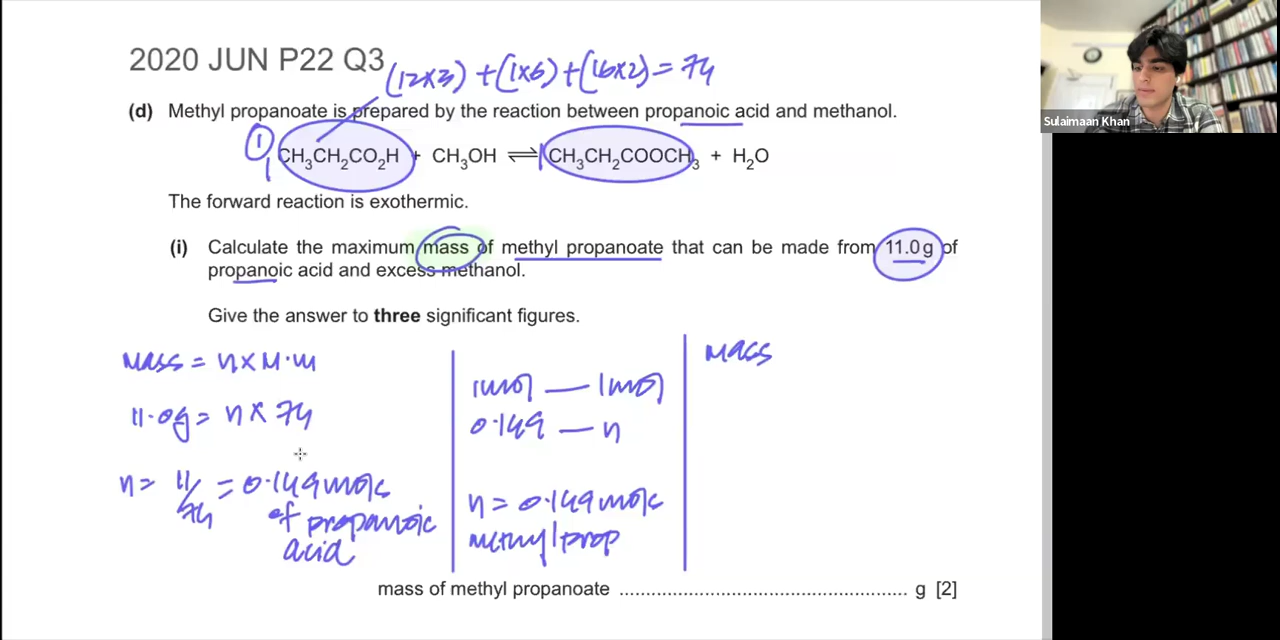 2020 JUN P22 Q3
(12×3) + (1×6) + (16×2) = 74
(d) Methyl propanoate is prepared by the reaction between propanoic acid and methanol.
1
1 CH₃CH₂CO₂H + CH₃OH ⇌ 1 CH₃CH₂COOCH₃ + H₂O
The forward reaction is exothermic.
(i) Calculate the maximum mass of methyl propanoate that can be made from 11.0 g of
propanoic acid and excess methanol.
Give the answer to three significant figures.
Mass = n × M.m
11.0g = n × 74
n = 11/74 = 0.149 mols
of propanoic
acid
1mol — 1mol
0.149 — n
n = 0.149 mols
methyl prop
Mass
mass of methyl propanoate ........................................................ g [2]
Sulaimaan Khan